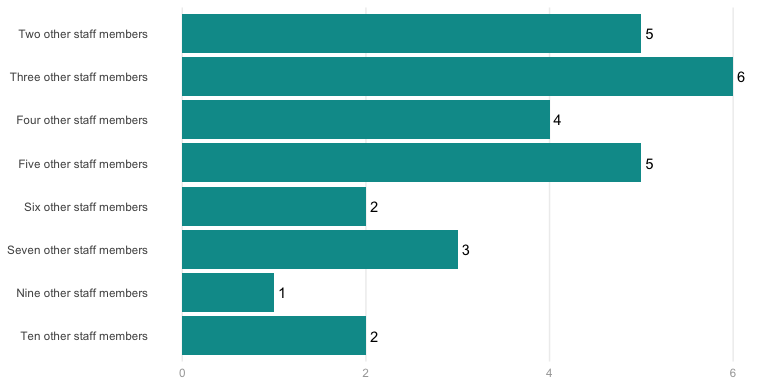 Two other staff members 5
Three other staff members 6
Four other staff members 4
Five other staff members 5
Six other staff members 2
Seven other staff members 3
Nine other staff members 1
Ten other staff members 2
0 2 4 6